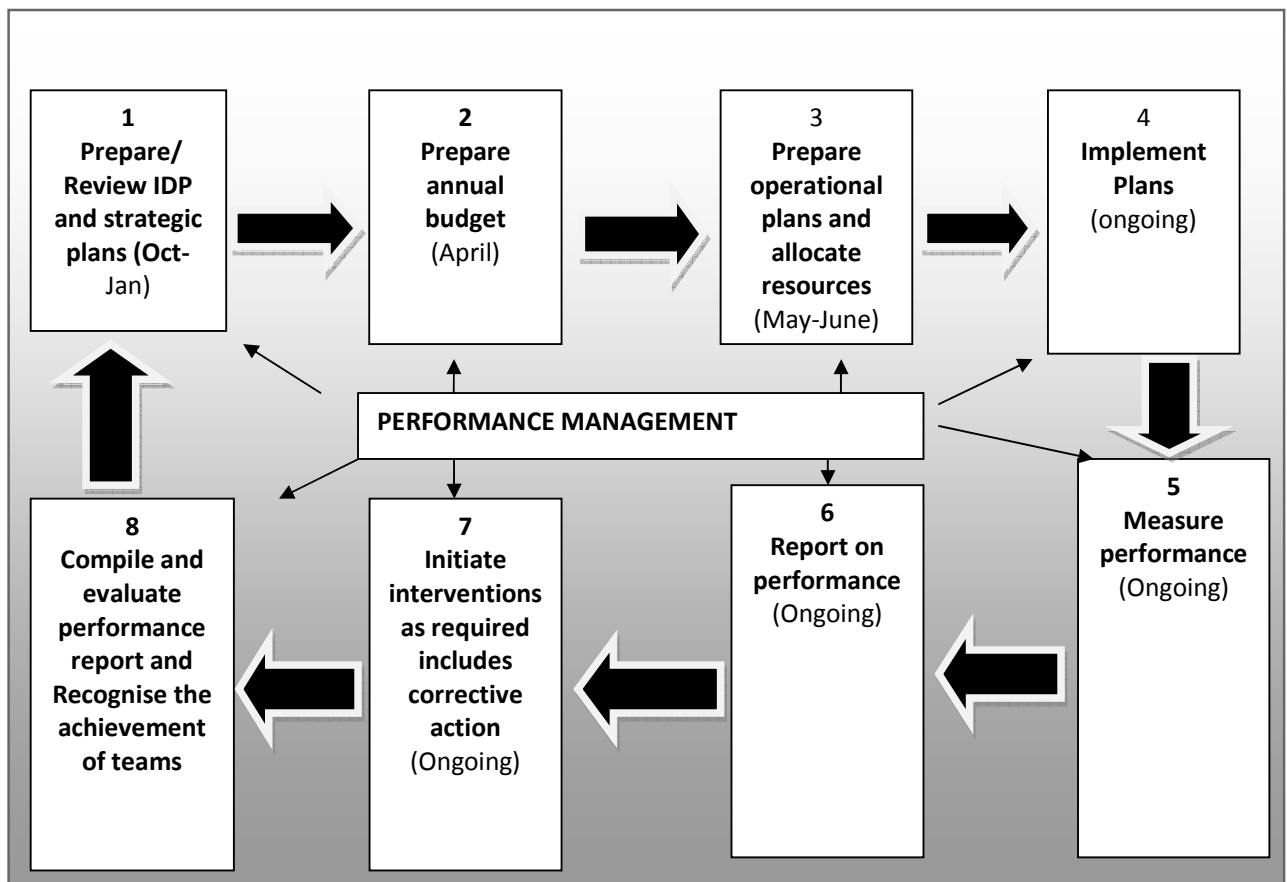 1
Prepare/
Review IDP
and strategic
plans (Oct-
Jan)
2
Prepare
annual
budget
(April)
3
Prepare
operational
plans and
allocate
resources
(May-June)
4
Implement
Plans
(ongoing)
PERFORMANCE MANAGEMENT
8
Compile and
evaluate
performance
report and
Recognise the
achievement
of teams
7
Initiate
interventions
as required
includes
corrective
action
(Ongoing)
6
Report on
performance
(Ongoing)
5
Measure
performance
(Ongoing)